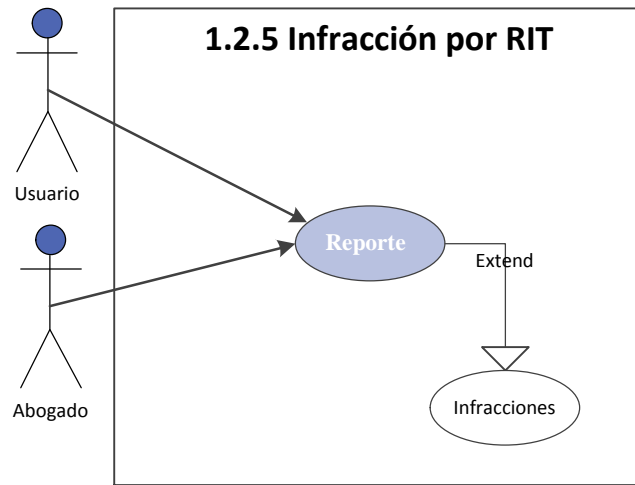 1.2.5 Infracción por RIT
Usuario
Reporte
Extend
Abogado
Infracciones